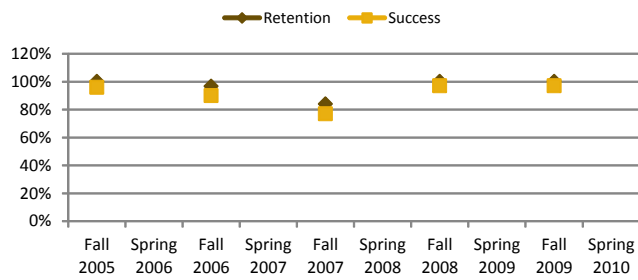 Retention Success
120%
100%
80%
60%
40%
20%
0%
Fall Spring Fall Spring Fall Spring Fall Spring Fall Spring
2005 2006 2006 2007 2007 2008 2008 2009 2009 2010